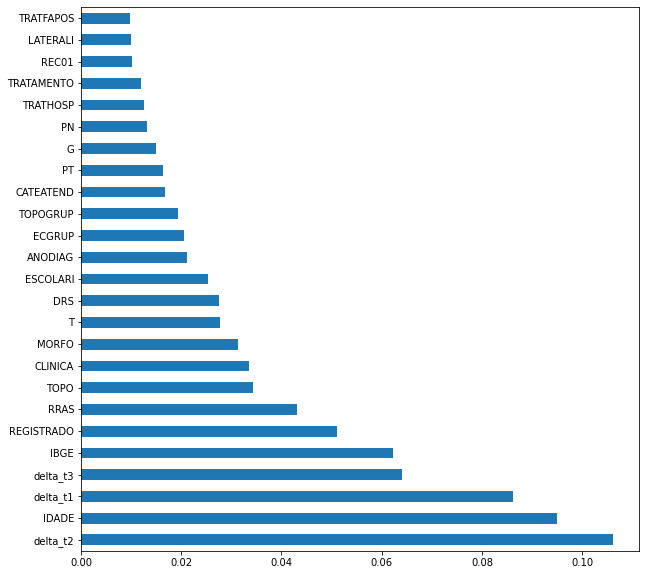 TRATFAPOS
LATERALI
REC01
TRATAMENTO
TRATHOSP
PN
G
PT
CATEATEND
TOPOGRUP
ECGRUP
ANODIAG
ESCOLARI
DRS
T
MORFO
CLINICA
TOPO
RRAS
REGISTRADO
IBGE
delta_t3
delta_t1
IDADE
delta_t2
0.00 0.02 0.04 0.06 0.08 0.10